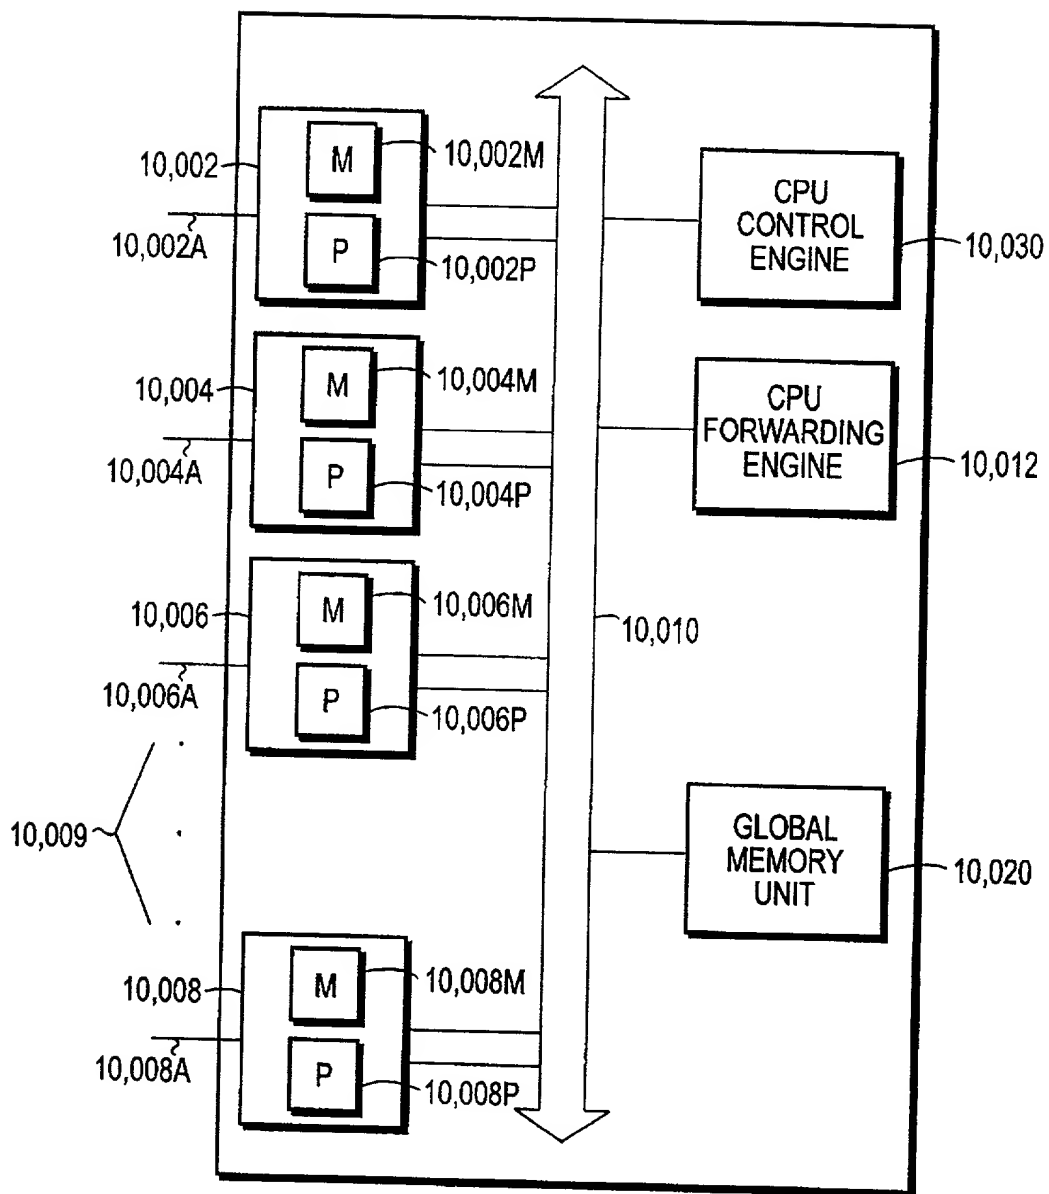 M
10,002M
10,002
10,002A
P
10,002P
CPU
CONTROL
ENGINE
10,030
M
10,004M
10,004
10,004A
P
10,004P
CPU
FORWARDING
ENGINE
10,012
M
10,006M
10,006
10,006A
P
10,006P
10,010
10,009
GLOBAL
MEMORY
UNIT
10,020
M
10,008M
10,008
10,008A
P
10,008P